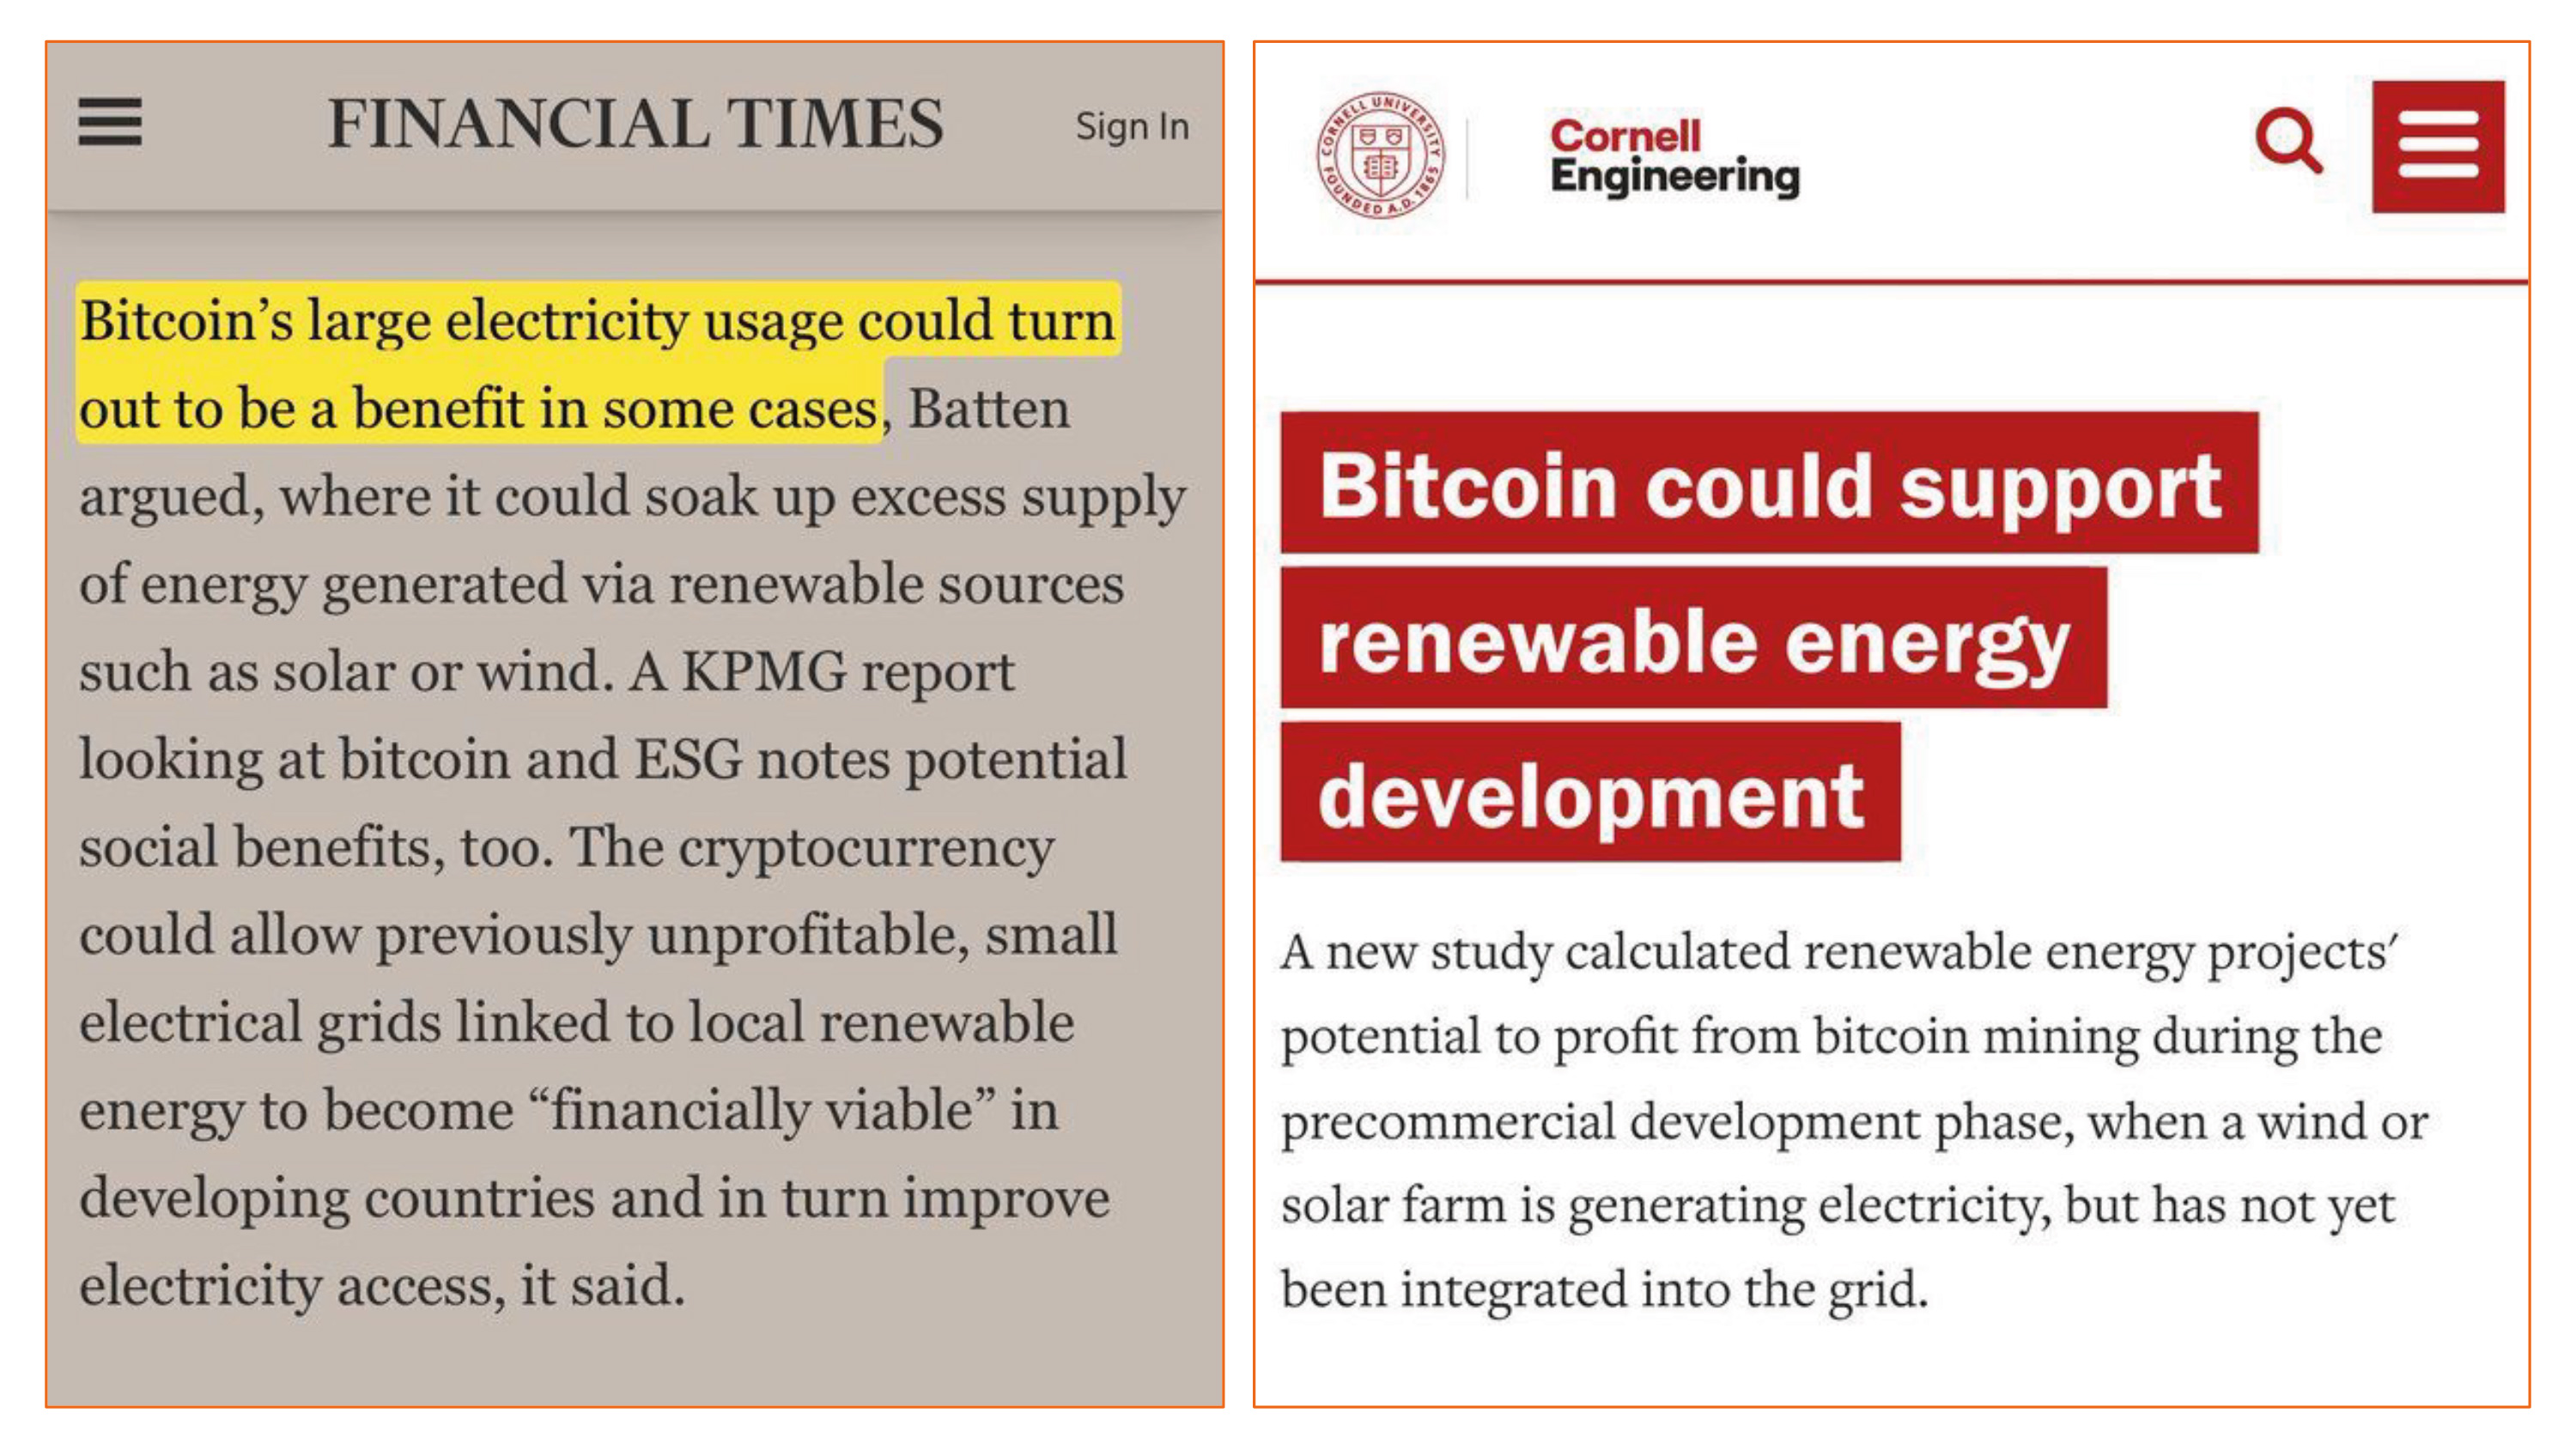 FINANCIAL TIMES
Sign In
Bitcoin’s large electricity usage could turn
out to be a benefit in some cases, Batten
argued, where it could soak up excess supply
of energy generated via renewable sources
such as solar or wind. A KPMG report
looking at bitcoin and ESG notes potential
social benefits, too. The cryptocurrency
could allow previously unprofitable, small
electrical grids linked to local renewable
energy to become “financially viable” in
developing countries and in turn improve
electricity access, it said.
CORNELL UNIVERSITY
FOUNDED A.D. 1865
Cornell
Engineering
Bitcoin could support
renewable energy
development
A new study calculated renewable energy projects’
potential to profit from bitcoin mining during the
precommercial development phase, when a wind or
solar farm is generating electricity, but has not yet
been integrated into the grid.